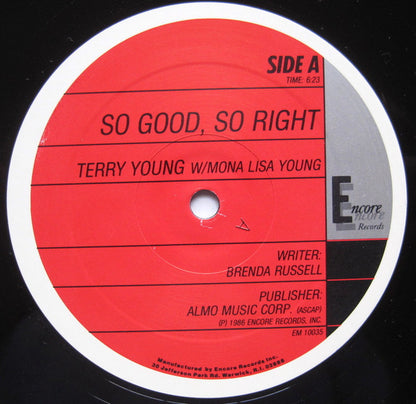 SIDE A
TIME: 6:23
SO GOOD, SO RIGHT
TERRY YOUNG W/MONA LISA YOUNG
Encore
Encore
Records
WRITER:
BRENDA RUSSELL
PUBLISHER:
ALMO MUSIC CORP. (ASCAP)
(P) 1986 ENCORE RECORDS, INC.
EM 10035
Manufactured by Encore Records Inc.
30 Jefferson Park Rd. Warwick, R.I. 02888
A